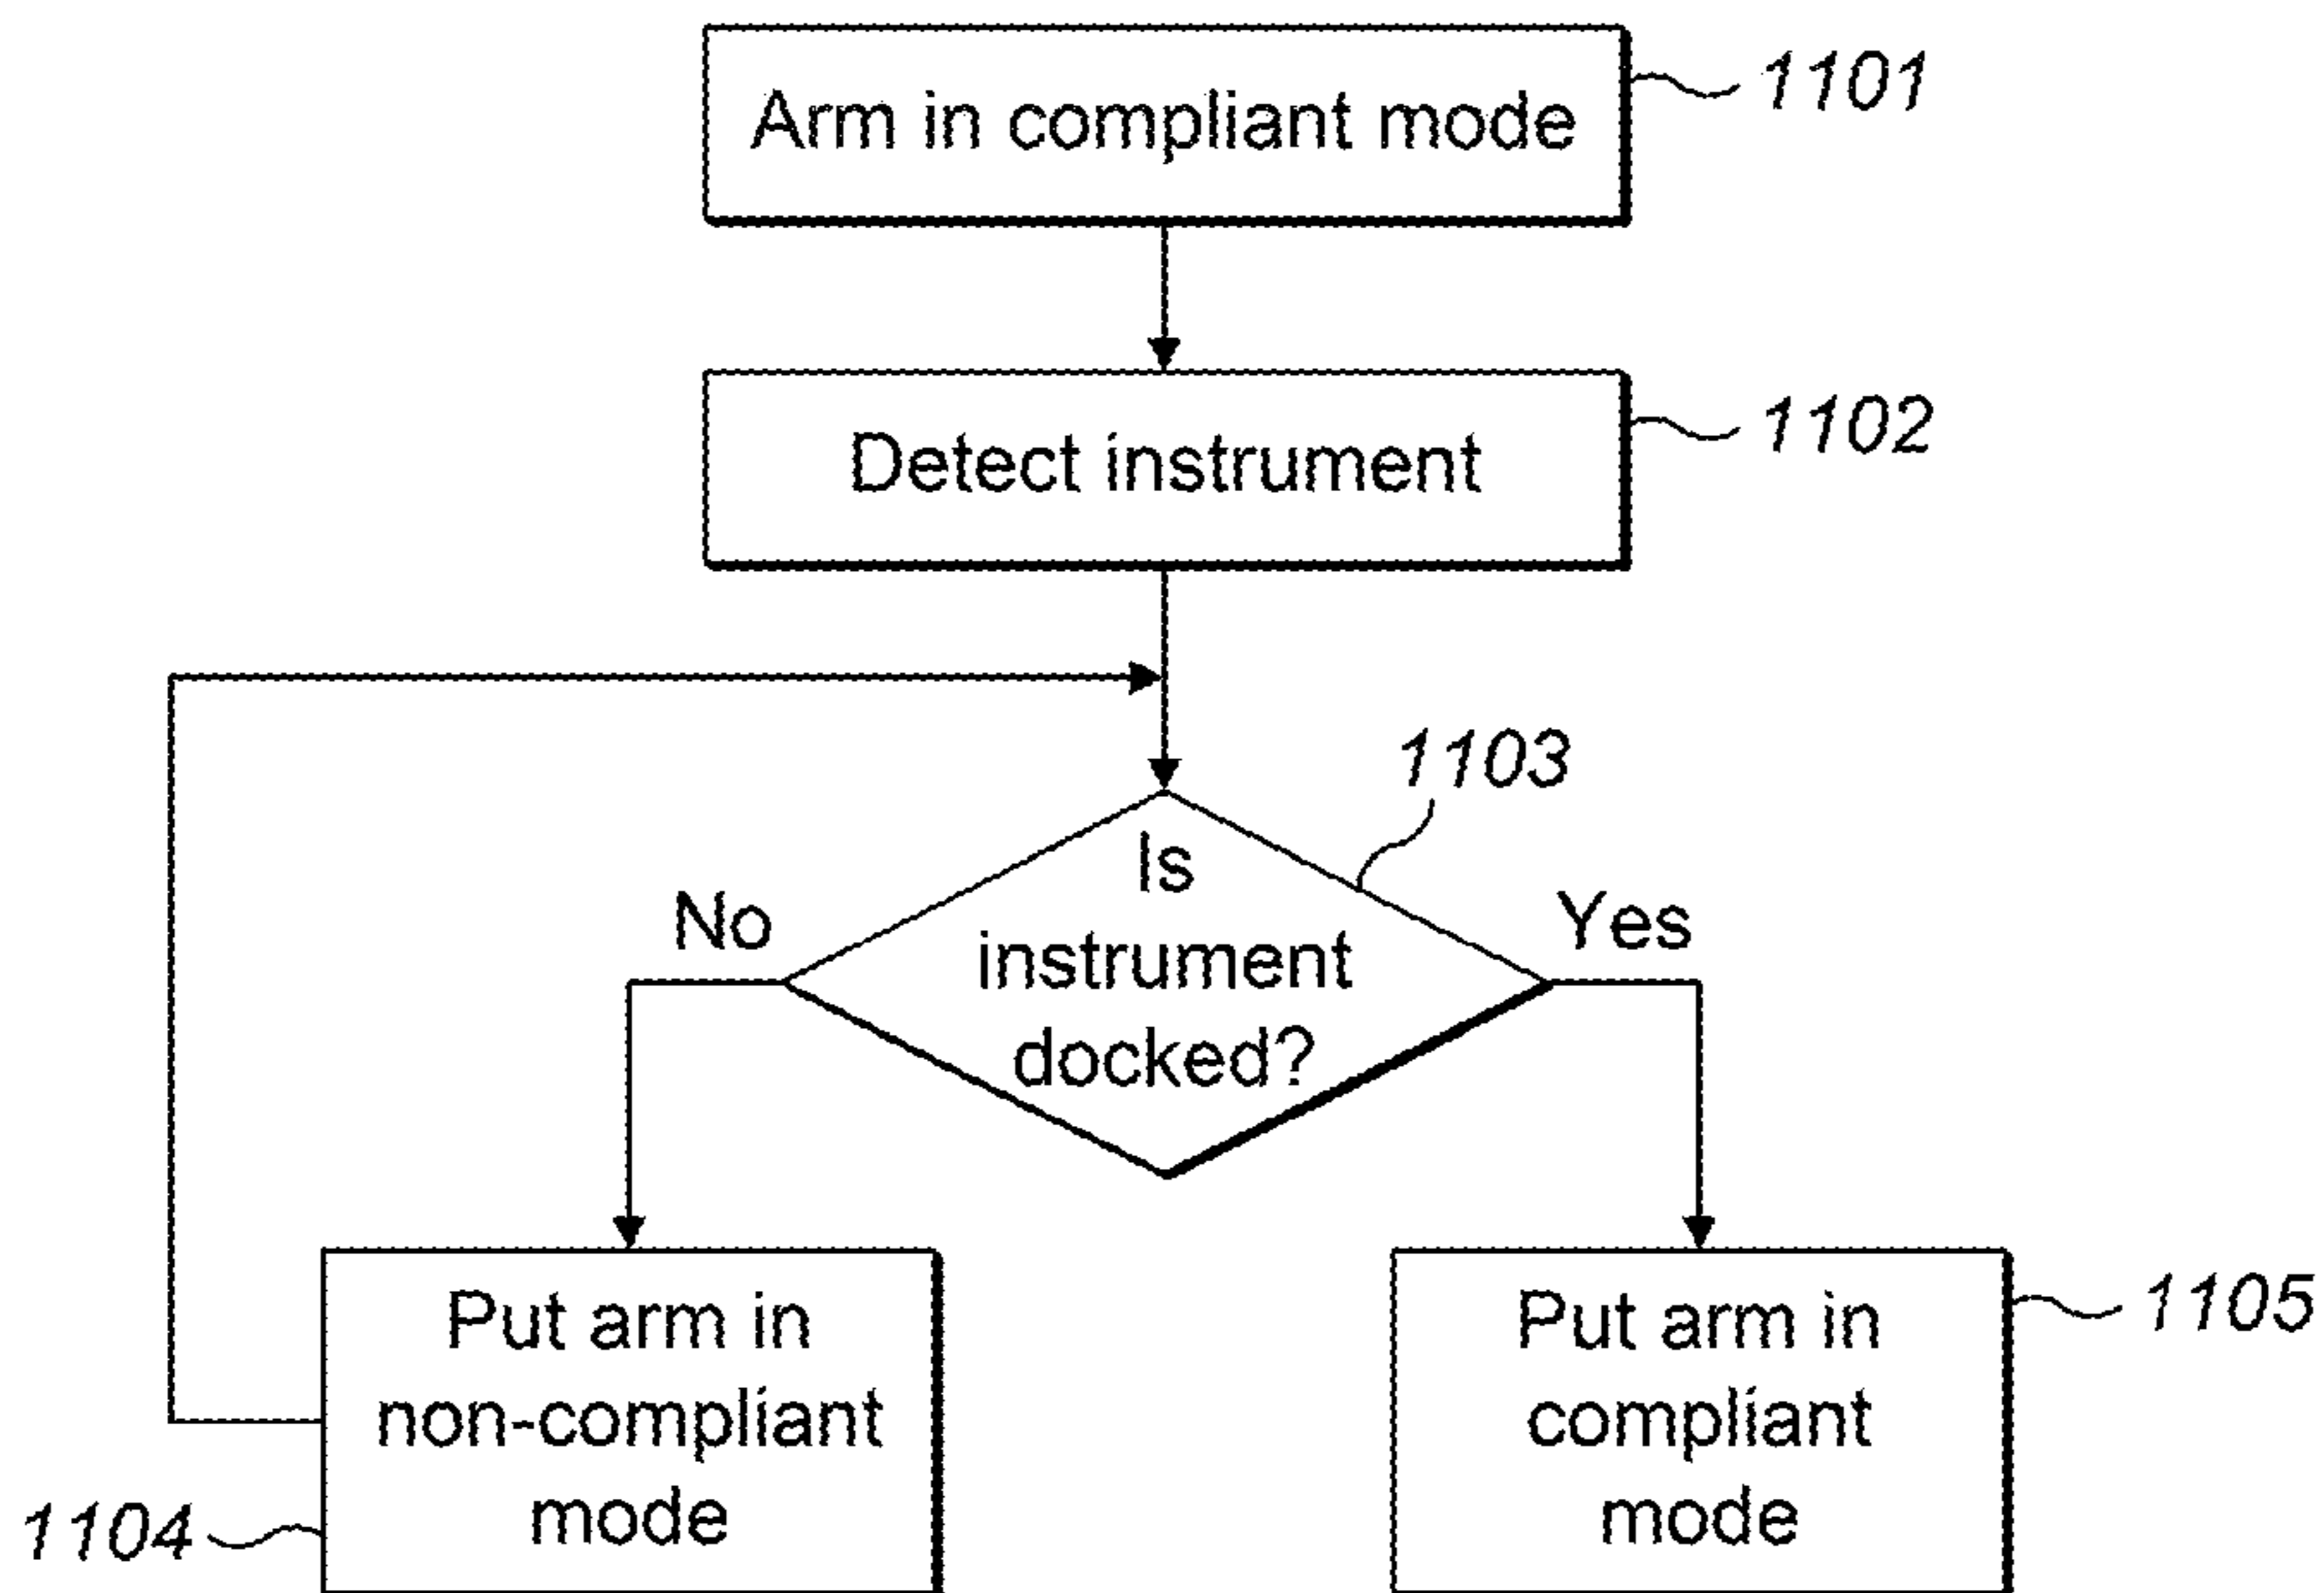 Arm in compliant mode
1101
Detect instrument
1102
1103
Is
instrument
docked?
No
Yes
Put arm in
non-compliant
mode
1104
Put arm in
compliant
mode
1105